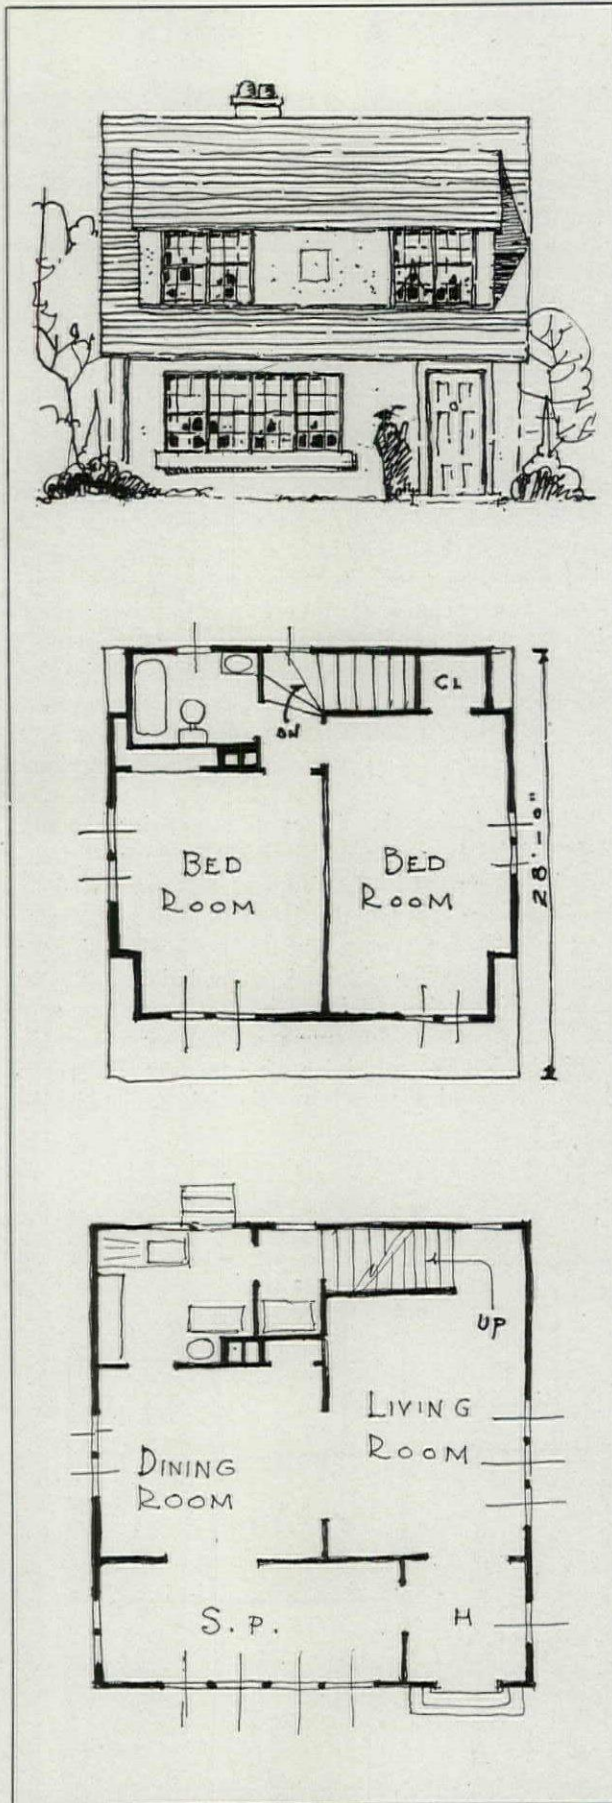 CL
DN
BED
ROOM
BED
ROOM
28'-0"
UP
LIVING
ROOM
DINING
ROOM
S.P.
H